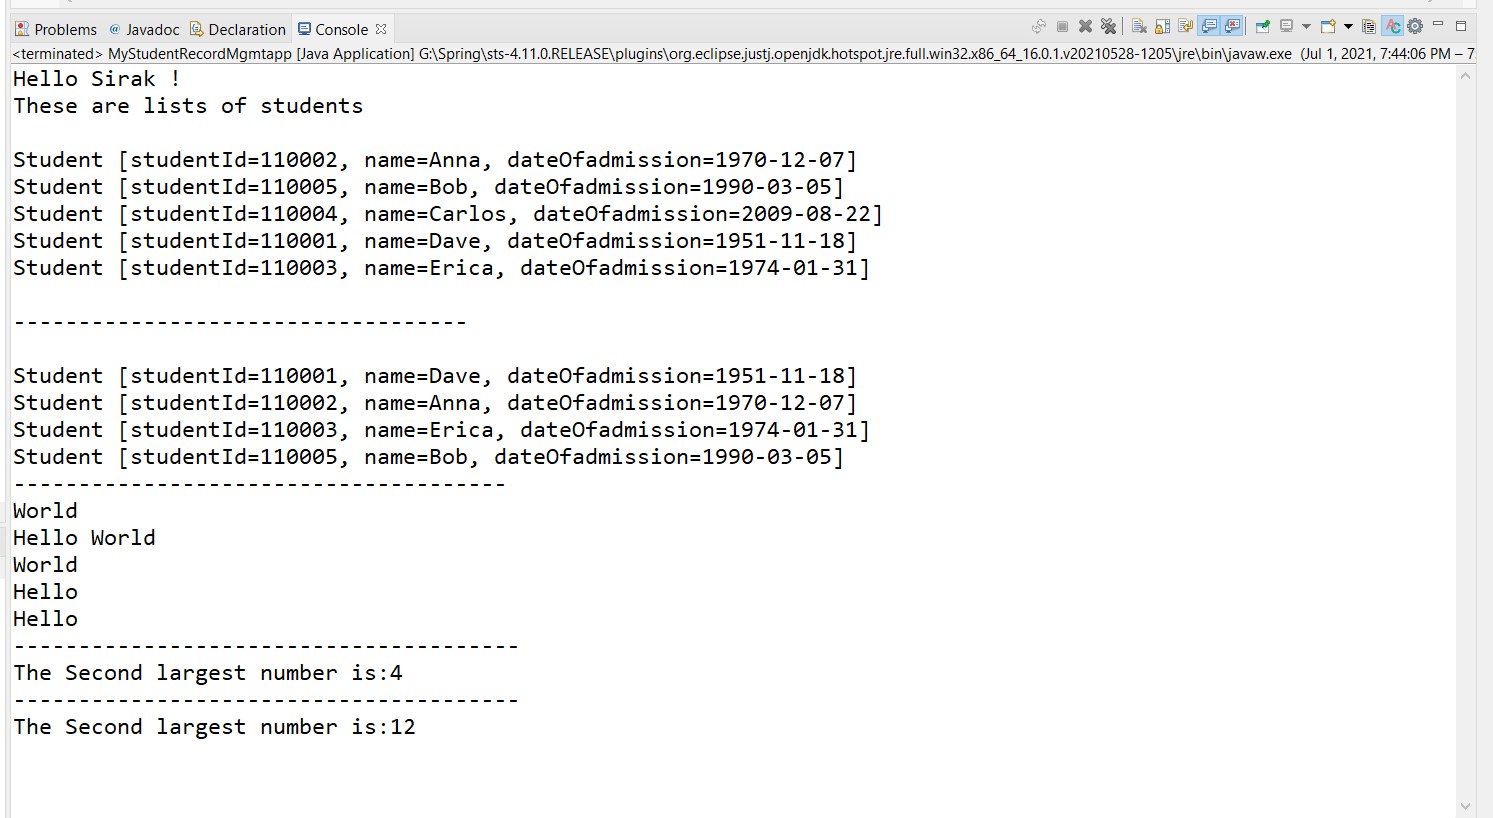 Problems @ Javadoc Declaration Console
<terminated> MyStudentRecordMgmtapp [Java Application] G:\Spring\sts-4.11.0.RELEASE\plugins\org.eclipse.justj.openjdk.hotspot.jre.full.win32.x86_64_16.0.1.v20210528-1205\jre\bin\javaw.exe (Jul 1, 2021, 7:44:06 PM – 7:
Hello Sirak !
These are lists of students
Student [studentId=110002, name=Anna, dateOfadmission=1970-12-07]
Student [studentId=110005, name=Bob, dateOfadmission=1990-03-05]
Student [studentId=110004, name=Carlos, dateOfadmission=2009-08-22]
Student [studentId=110001, name=Dave, dateOfadmission=1951-11-18]
Student [studentId=110003, name=Erica, dateOfadmission=1974-01-31]
-----------------------------------
Student [studentId=110001, name=Dave, dateOfadmission=1951-11-18]
Student [studentId=110002, name=Anna, dateOfadmission=1970-12-07]
Student [studentId=110003, name=Erica, dateOfadmission=1974-01-31]
Student [studentId=110005, name=Bob, dateOfadmission=1990-03-05]
--------------------------------------
World
Hello World
World
Hello
Hello
---------------------------------------
The Second largest number is:4
---------------------------------------
The Second largest number is:12